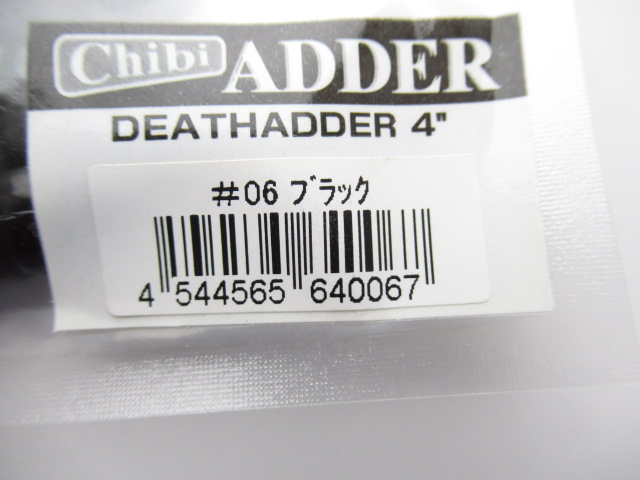 Chibi ADDER
DEATHADDER 4"
#06 ブラック
4 544565 640067